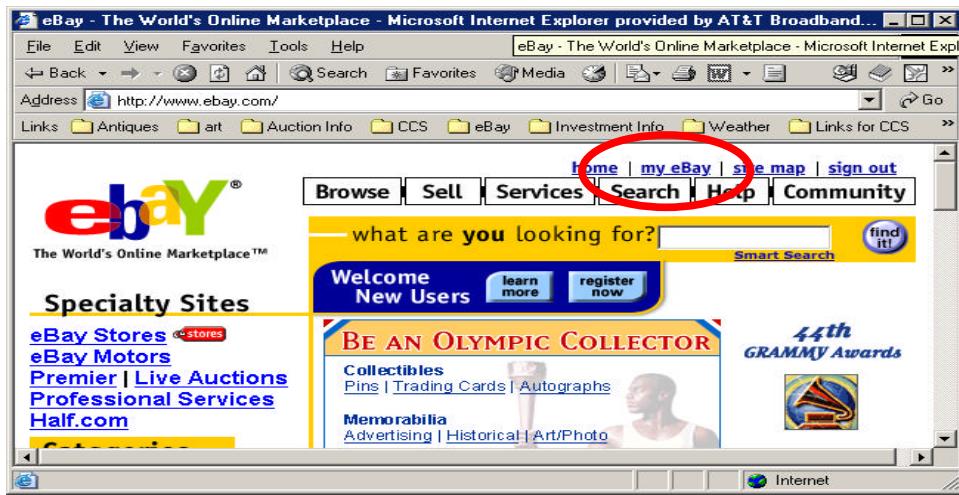 eBay - The World's Online Marketplace - Microsoft Internet Explorer provided by AT&T Broadband...
File Edit View Favorites Tools Help
eBay - The World's Online Marketplace - Microsoft Internet Expl
Back Search Favorites Media
Address http://www.ebay.com/ Go
Links Antiques art Auction Info CCS eBay Investment Info Weather Links for CCS
home | my eBay | site map | sign out
ebaY®
The World's Online Marketplace™
Browse Sell Services Search Help Community
what are you looking for? find it!
Smart Search
Welcome New Users
learn more
register now
Specialty Sites
eBay Stores stores
eBay Motors
Premier | Live Auctions
Professional Services
Half.com
Categories
BE AN OLYMPIC COLLECTOR
Collectibles
Pins | Trading Cards | Autographs
Memorabilia
Advertising | Historical | Art/Photo
44th
GRAMMY Awards
Internet